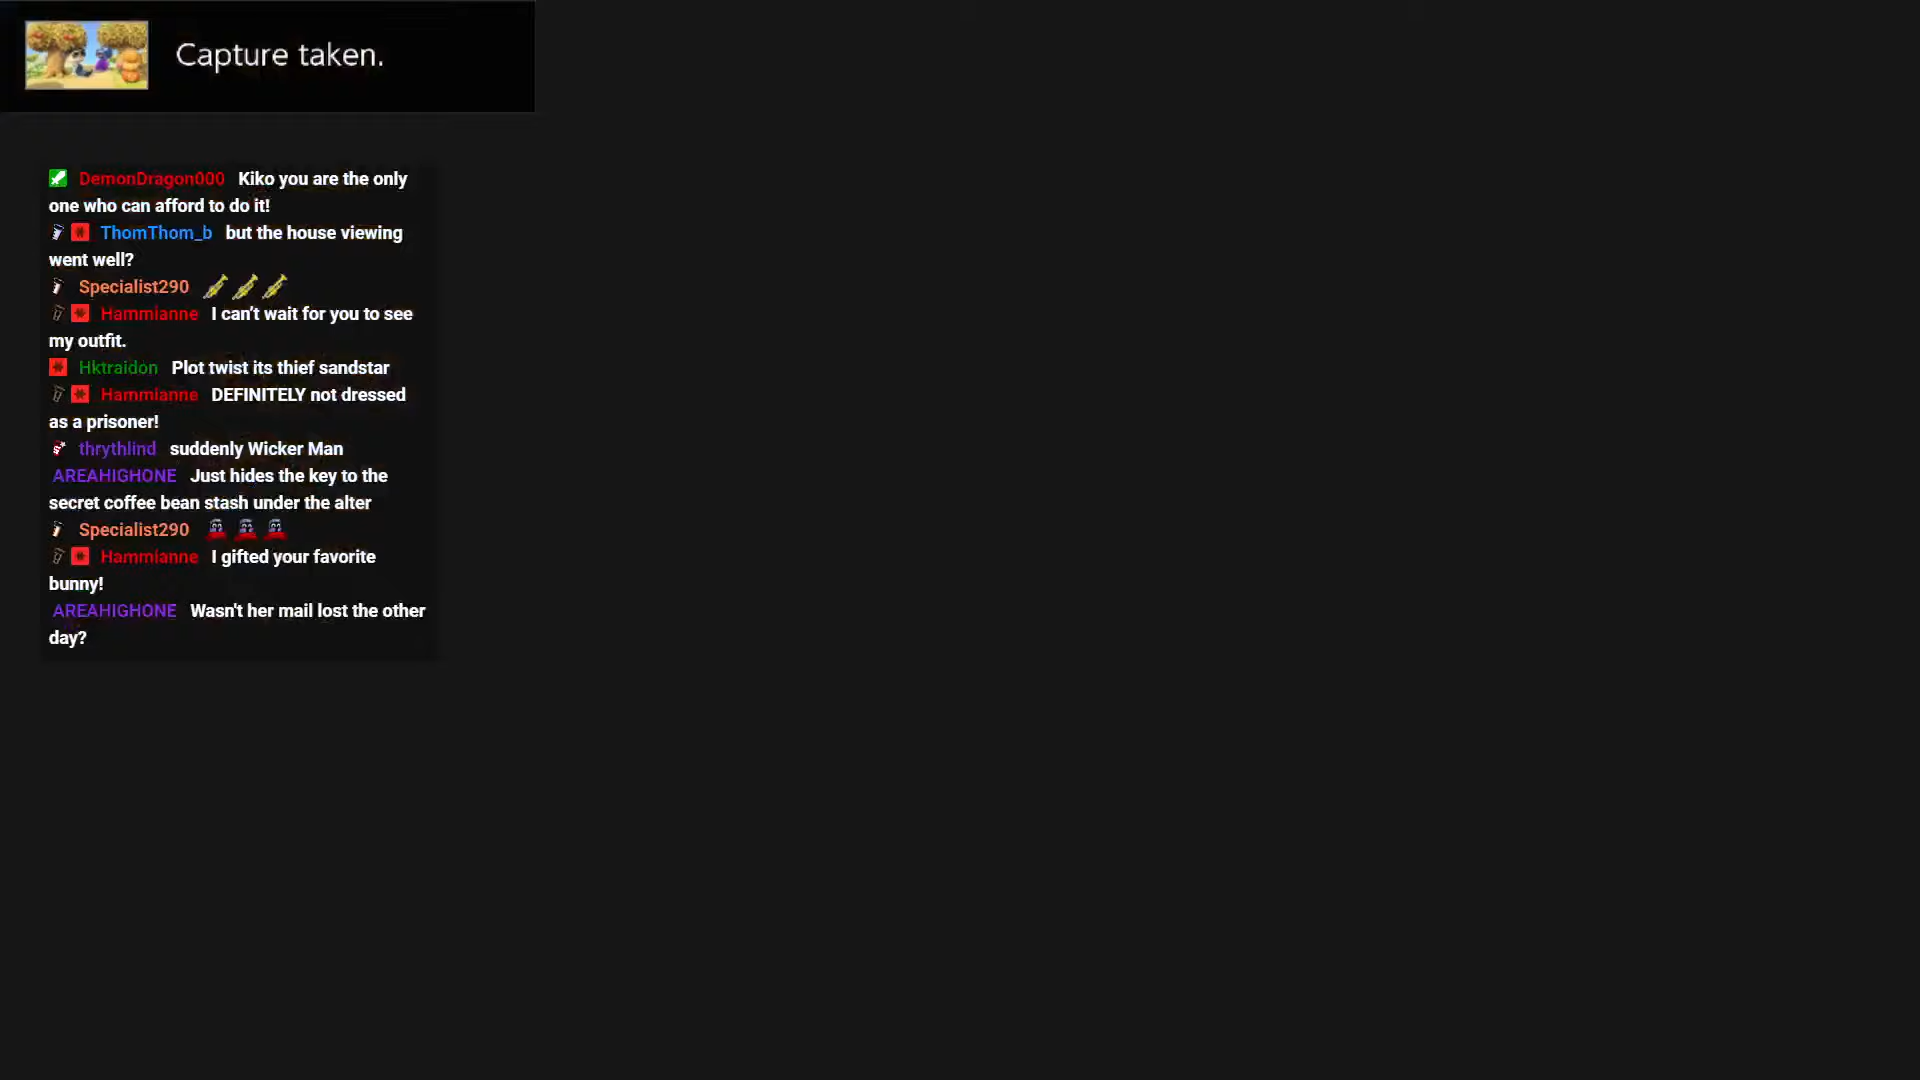 Capture taken.
DemonDragon000 Kiko you are the only
one who can afford to do it!
ThomThom_b but the house viewing
went well?
Specialist290
Hammianne I can't wait for you to see
my outfit.
Hktraidon Plot twist its thief sandstar
Hammianne DEFINITELY not dressed
as a prisoner!
thrythlind suddenly Wicker Man
AREAHIGHONE Just hides the key to the
secret coffee bean stash under the alter
Specialist290
Hammianne I gifted your favorite
bunny!
AREAHIGHONE Wasn't her mail lost the other
day?